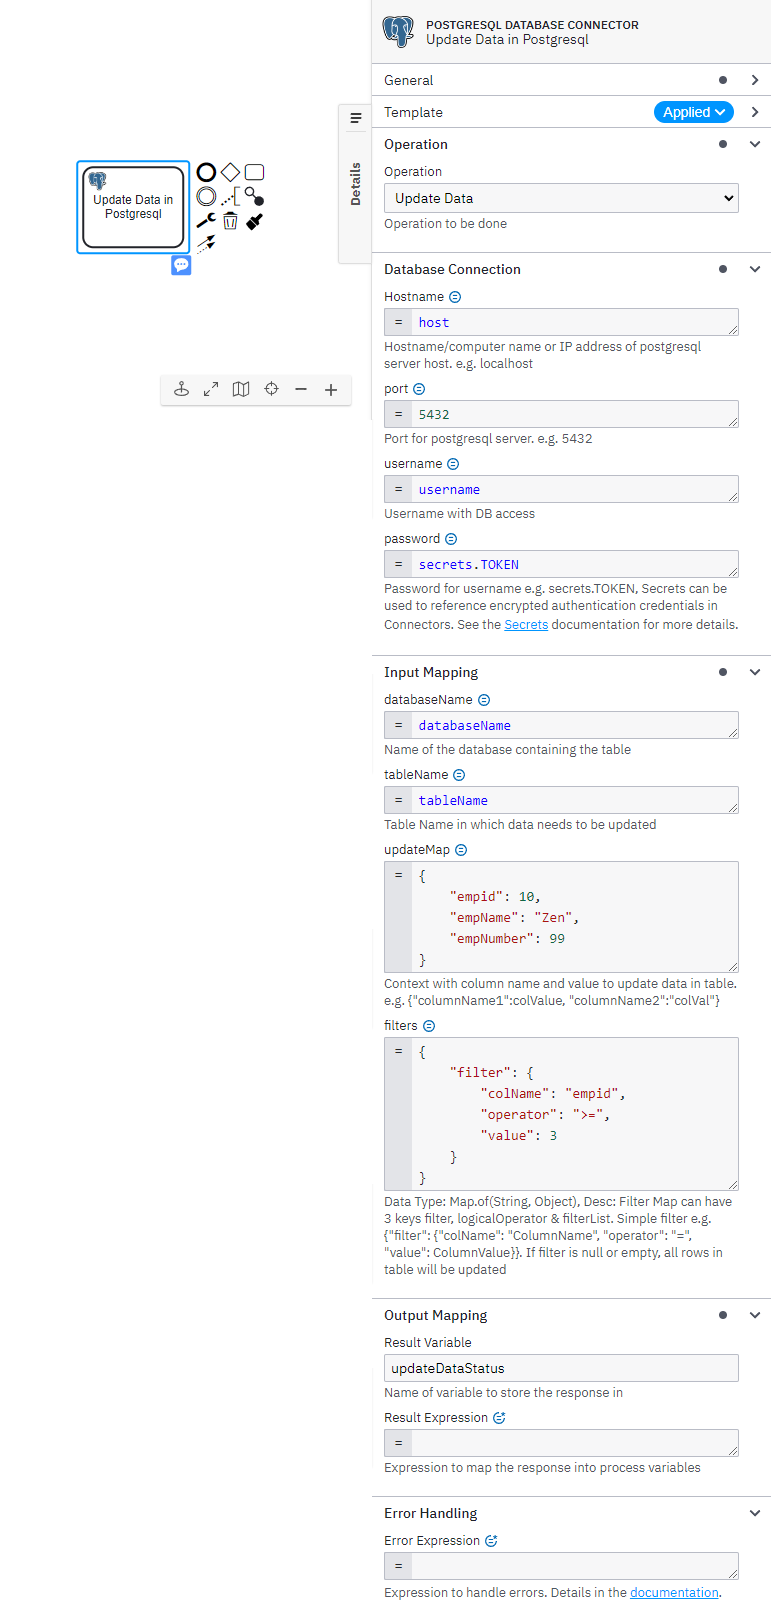 POSTGRESQL DATABASE CONNECTOR
Update Data in Postgresql
General
Template
Applied
Details
Update Data in
Postgresql
Operation
Operation
Update Data
Operation to be done
Database Connection
Hostname
= host
Hostname/computer name or IP address of postgresql
server host. e.g. localhost
port
= 5432
Port for postgresql server. e.g. 5432
username
= username
Username with DB access
password
= secrets.TOKEN
Password for username e.g. secrets.TOKEN, Secrets can be
used to reference encrypted authentication credentials in
Connectors. See the Secrets documentation for more details.
Input Mapping
databaseName
= databaseName
Name of the database containing the table
tableName
= tableName
Table Name in which data needs to be updated
updateMap
= {
"empid": 10,
"empName": "Zen",
"empNumber": 99
}
Context with column name and value to update data in table.
e.g. {"columnName1":colValue, "columnName2":"colVal"}
filters
= {
"filter": {
"colName": "empid",
"operator": ">=",
"value": 3
}
}
Data Type: Map.of(String, Object), Desc: Filter Map can have
3 keys filter, logicalOperator & filterList. Simple filter e.g.
{"filter": {"colName": "ColumnName", "operator": "=",
"value": ColumnValue}}. If filter is null or empty, all rows in
table will be updated
Output Mapping
Result Variable
updateDataStatus
Name of variable to store the response in
Result Expression
=
Expression to map the response into process variables
Error Handling
Error Expression
=
Expression to handle errors. Details in the documentation.